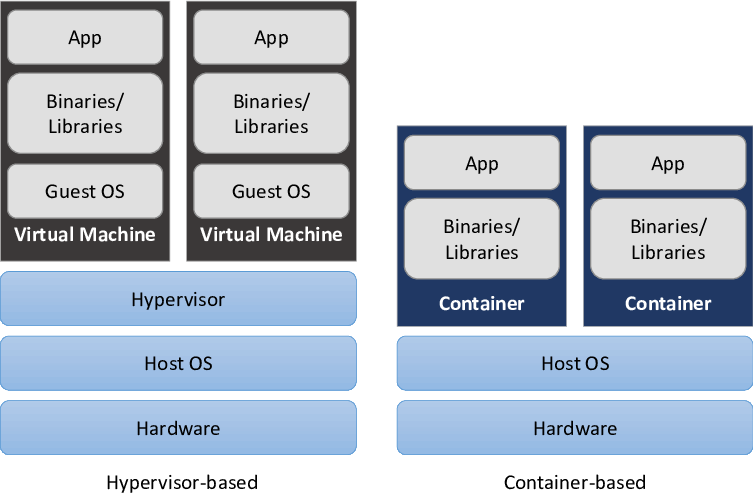 App
Binaries/
Libraries
Guest OS
Virtual Machine
App
Binaries/
Libraries
Guest OS
Virtual Machine
Hypervisor
Host OS
Hardware
Hypervisor-based
App
Binaries/
Libraries
Container
App
Binaries/
Libraries
Container
Host OS
Hardware
Container-based